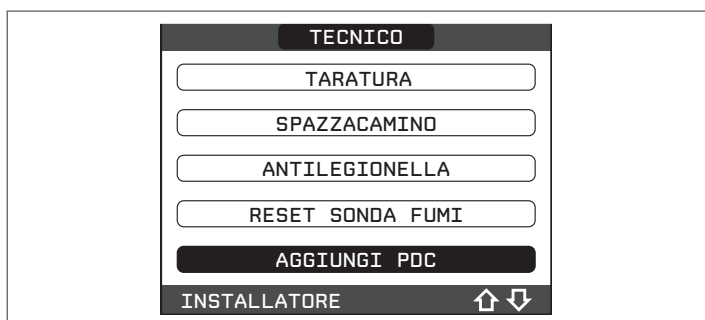 TECNICO
TARATURA
SPAZZACAMINO
ANTILEGIONELLA
RESET SONDA FUMI
AGGIUNGI PDC
INSTALLATORE